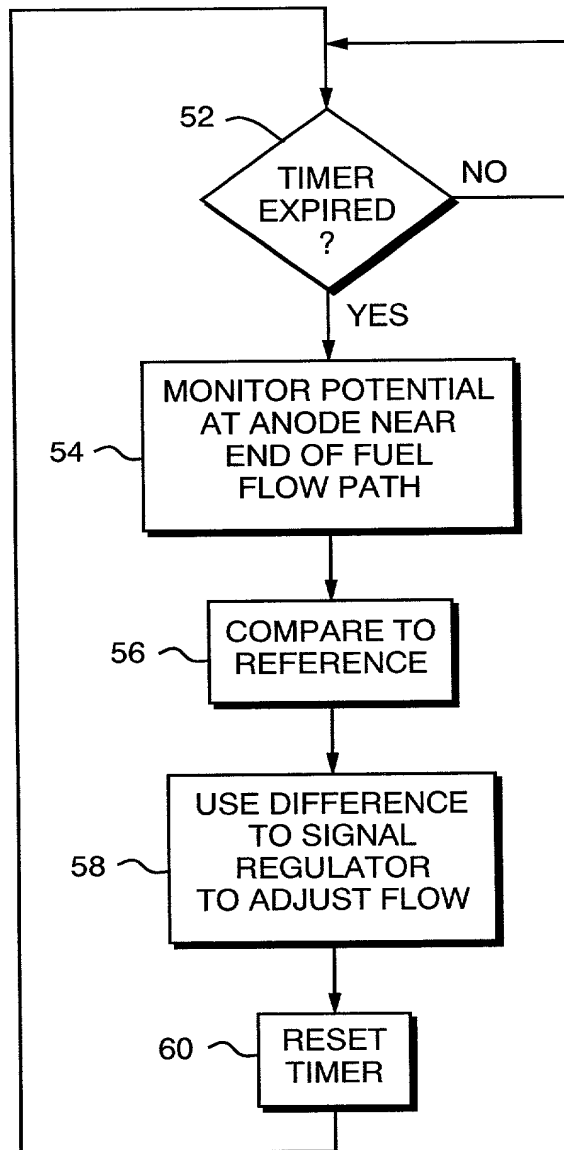 52
TIMER
EXPIRED
?
NO
YES
54
MONITOR POTENTIAL
AT ANODE NEAR
END OF FUEL
FLOW PATH
56
COMPARE TO
REFERENCE
58
USE DIFFERENCE
TO SIGNAL
REGULATOR
TO ADJUST FLOW
60
RESET
TIMER